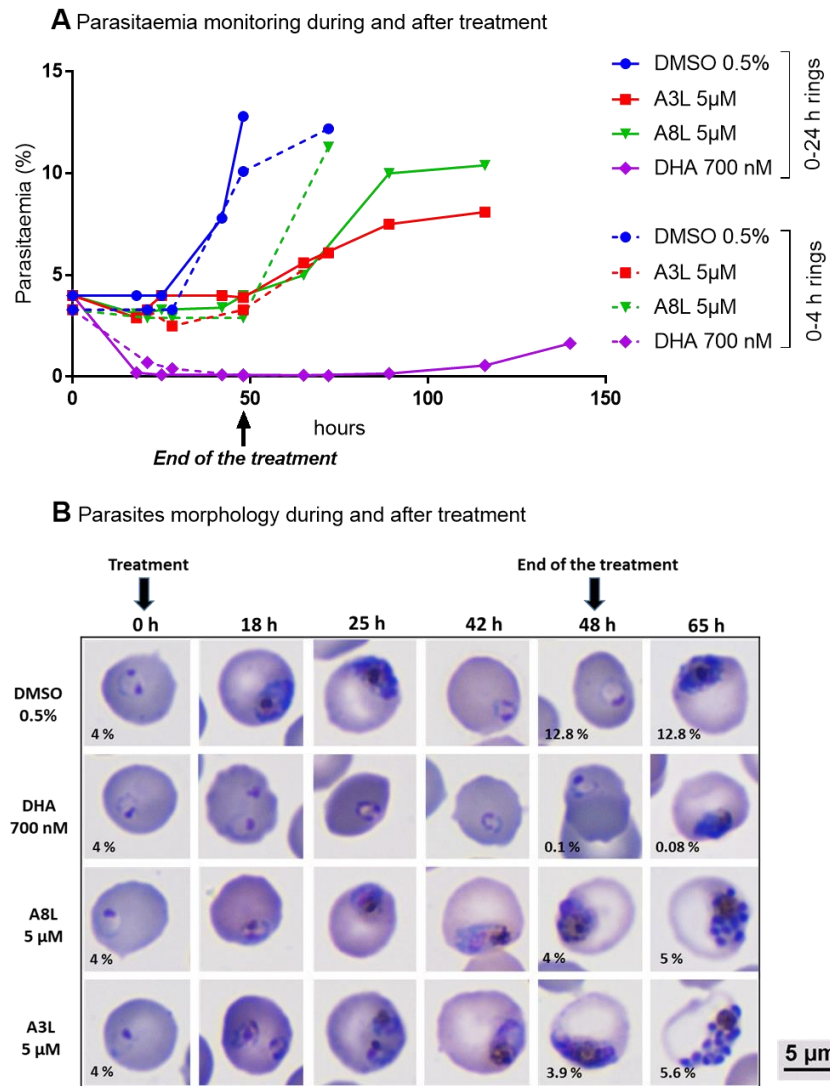 A Parasitaemia monitoring during and after treatment
15
10
5
0
Parasitaemia (%)
0
50
100
150
hours
End of the treatment
DMSO 0.5%
A3L 5µM
A8L 5µM
DHA 700 nM
0-24 h rings
DMSO 0.5%
A3L 5µM
A8L 5µM
DHA 700 nM
0-4 h rings
B Parasites morphology during and after treatment
Treatment
End of the treatment
0 h
18 h
25 h
42 h
48 h
65 h
DMSO
0.5%
4 %
12.8 %
12.8 %
DHA
700 nM
4 %
0.1 %
0.08 %
A8L
5 µM
4 %
4 %
5 %
A3L
5 µM
4 %
3.9 %
5.6 %
5 µm